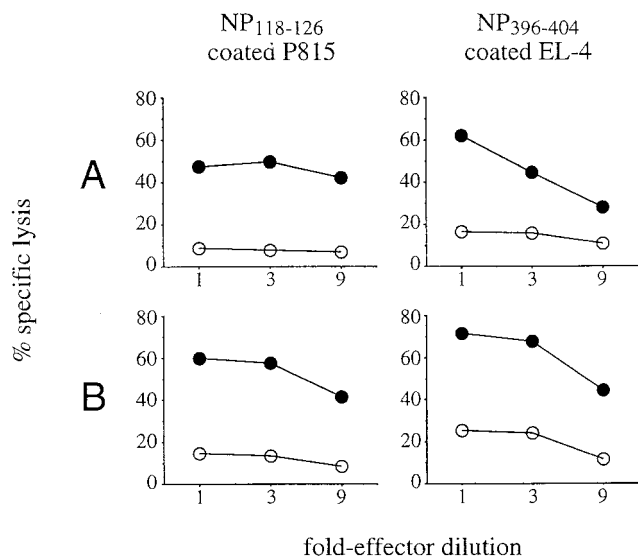 NP118-126 NP396-404
coated P815 coated EL-4
80 80
60 60
A
40 40
20 20
0 0
1 3 9 1 3 9
% specific lysis
80 80
60 60
B
40 40
20 20
0 0
1 3 9 1 3 9
fold-effector dilution